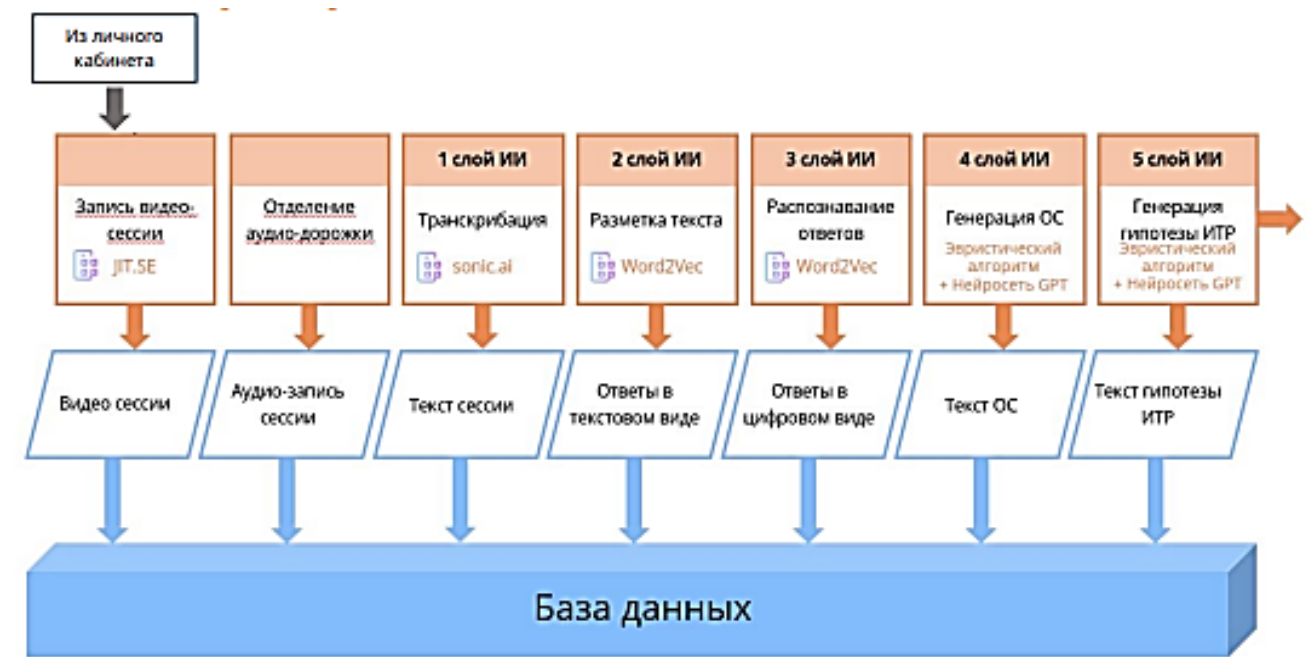 Из личного
кабинета
Запись видео-
сессии
JIT.SE
Отделение
аудио-дорожки
1 слой ИИ
Транскрибация
sonic.ai
2 слой ИИ
Разметка текста
Word2Vec
3 слой ИИ
Распознавание
ответов
Word2Vec
4 слой ИИ
Генерация ОС
Эвристический
алгоритм
+ Нейросеть GPT
5 слой ИИ
Генерация
гипотезы ИТР
Эвристический
алгоритм
+ Нейросеть GPT
Видео сессии
Аудио-запись
сессии
Текст сессии
Ответы в
текстовом виде
Ответы в
цифровом виде
Текст ОС
Текст гипотезы
ИТР
База данных